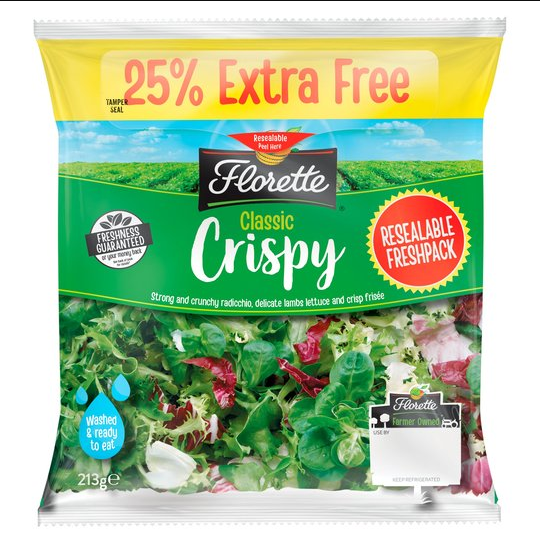 25% Extra Free
TAMPER
SEAL
Resealable
Peel Here
Florette
®
Classic
Crispy
FRESHNESS
GUARANTEED
or your money back
RESEALABLE
FRESHPACK
Strong and crunchy radicchio, delicate lambs lettuce and crisp frisée
Washed
& ready
to eat
213g℮
Florette
Farmer Owned
USE BY
KEEP REFRIGERATED